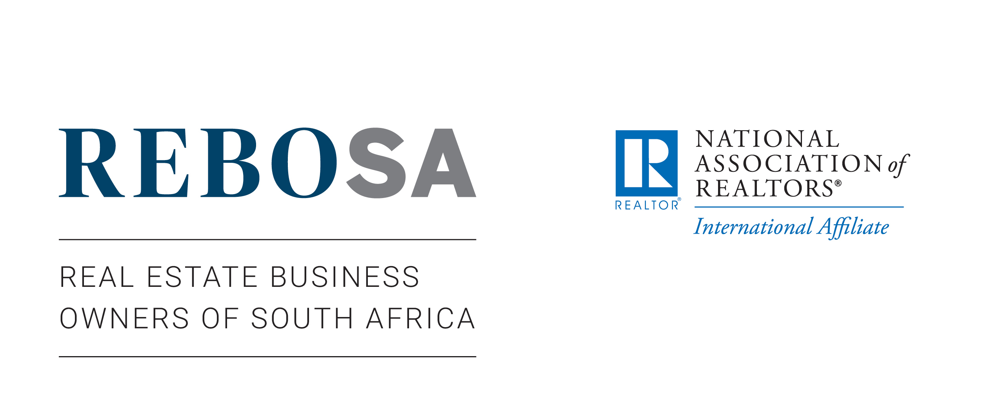 REBOSA
REAL ESTATE BUSINESS
OWNERS OF SOUTH AFRICA
R
REALTOR®
NATIONAL
ASSOCIATION of
REALTORS®
International Affiliate